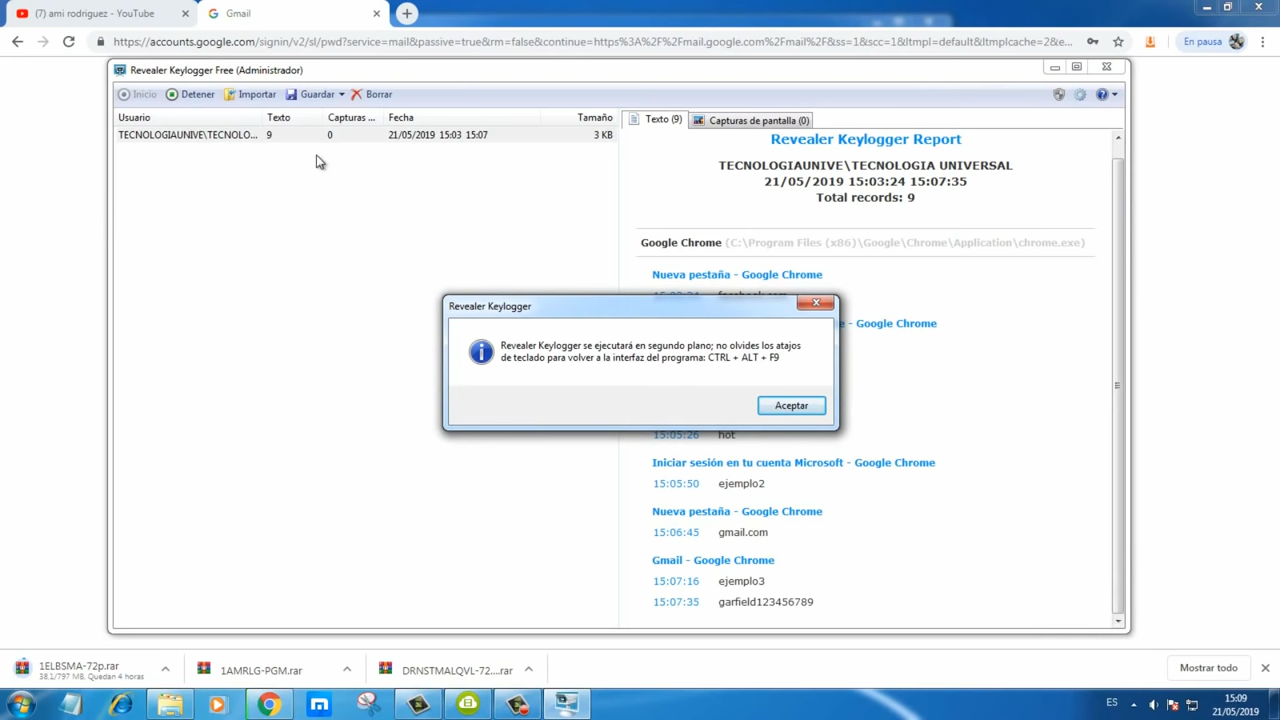 (7) ami rodriguez - YouTube
Gmail
https://accounts.google.com/signin/v2/sl/pwd?service=mail&passive=true&rm=false&continue=https%3A%2F%2Fmail.google.com%2Fmail%2F&ss=1&scc=1&ltmpl=default&ltmplcache=2&e...
En pausa
Revealer Keylogger Free (Administrador)
Inicio Detener Importar Guardar Borrar
Usuario Texto Capturas ... Fecha Tamaño
TECNOLOGIAUNIVE\TECNOLO... 9 0 21/05/2019 15:03 15:07 3 KB
Texto (9) Capturas de pantalla (0)
Revealer Keylogger Report
TECNOLOGIAUNIVE\TECNOLOGIA UNIVERSAL
21/05/2019 15:03:24 15:07:35
Total records: 9
Google Chrome (C:\Program Files (x86)\Google\Chrome\Application\chrome.exe)
Nueva pestaña - Google Chrome
e - Google Chrome
Revealer Keylogger
Revealer Keylogger se ejecutará en segundo plano; no olvides los atajos
de teclado para volver a la interfaz del programa: CTRL + ALT + F9
Aceptar
15:05:26 hot
Iniciar sesión en tu cuenta Microsoft - Google Chrome
15:05:50 ejemplo2
Nueva pestaña - Google Chrome
15:06:45 gmail.com
Gmail - Google Chrome
15:07:16 ejemplo3
15:07:35 garfield123456789
1ELBSMA-72p.rar
38.1/797 MB, Quedan 4 horas
1AMRLG-PGM.rar
DRNSTMALQVL-72....rar
Mostrar todo
ES
15:09
21/05/2019